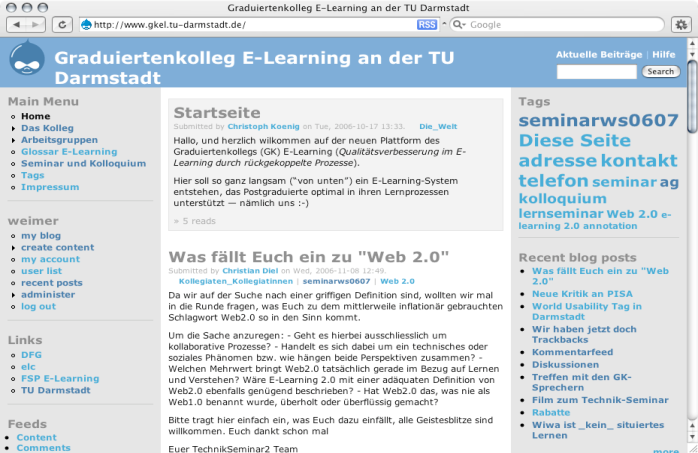 Graduiertenkolleg E-Learning an der TU Darmstadt
http://www.gkel.tu-darmstadt.de/
RSS
Google
Graduiertenkolleg E-Learning an der TU
Darmstadt
Aktuelle Beiträge | Hilfe
Search
Main Menu
Home
Das Kolleg
Arbeitsgruppen
Glossar E-Learning
Seminar und Kolloquium
Tags
Impressum
weimer
my blog
create content
my account
user list
recent posts
administer
log out
Links
DFG
elc
FSP E-Learning
TU Darmstadt
Feeds
Content
Comments
Startseite
Submitted by Christoph Koenig on Tue, 2006-10-17 13:33. Die_Welt
Hallo, und herzlich wilkommen auf der neuen Plattform des
Graduiertenkollegs (GK) E-Learning (Qualitätsverbesserung im E-
Learning durch rückgekoppelte Prozesse).
Hier soll so ganz langsam ("von unten") ein E-Learning-System
entstehen, das Postgraduierte optimal in ihren Lernprozessen
unterstützt — nämlich uns :-)
» 5 reads
Was fällt Euch ein zu "Web 2.0"
Submitted by Christian Diel on Wed, 2006-11-08 12:49.
Kollegiaten_Kollegiatinnen | seminarws0607 | Web 2.0
Da wir auf der Suche nach einer griffigen Definition sind, wollten wir mal
in die Runde fragen, was Euch zu dem mittlerweile inflationär gebrauchten
Schlagwort Web2.0 so in den Sinn kommt.
Um die Sache anzuregen: - Geht es hierbei ausschliesslich um
kollaborative Prozesse? - Handelt es sich dabei um ein technisches oder
soziales Phänomen bzw. wie hängen beide Perspektiven zusammen? -
Welchen Mehrwert bringt Web2.0 tatsächlich gerade im Bezug auf Lernen
und Verstehen? Wäre E-Learning 2.0 mit einer adäquaten Definition von
Web2.0 ebenfalls genügend beschrieben? - Hat Web2.0 das, was nie als
Web1.0 benannt wurde, überholt oder überflüssig gemacht?
Bitte tragt hier einfach ein, was Euch dazu einfällt, alle Geistesblitze sind
willkommen. Euch dankt schon mal
Euer TechnikSeminar2 Team
Tags
seminarws0607
Diese Seite
adresse kontakt
telefon seminar ag
kolloquium
lernseminar Web 2.0 e-
learning 2.0 annotation
Recent blog posts
Was fällt Euch ein zu "Web
2.0"
Neue Kritik an PISA
World Usability Tag in
Darmstadt
Wir haben jetzt doch
Trackbacks
Kommentarfeed
Diskussionen
Treffen mit den GK-
Sprechern
Film zum Technik-Seminar
Rabatte
Wiwa ist _kein_ situiertes
Lernen
more